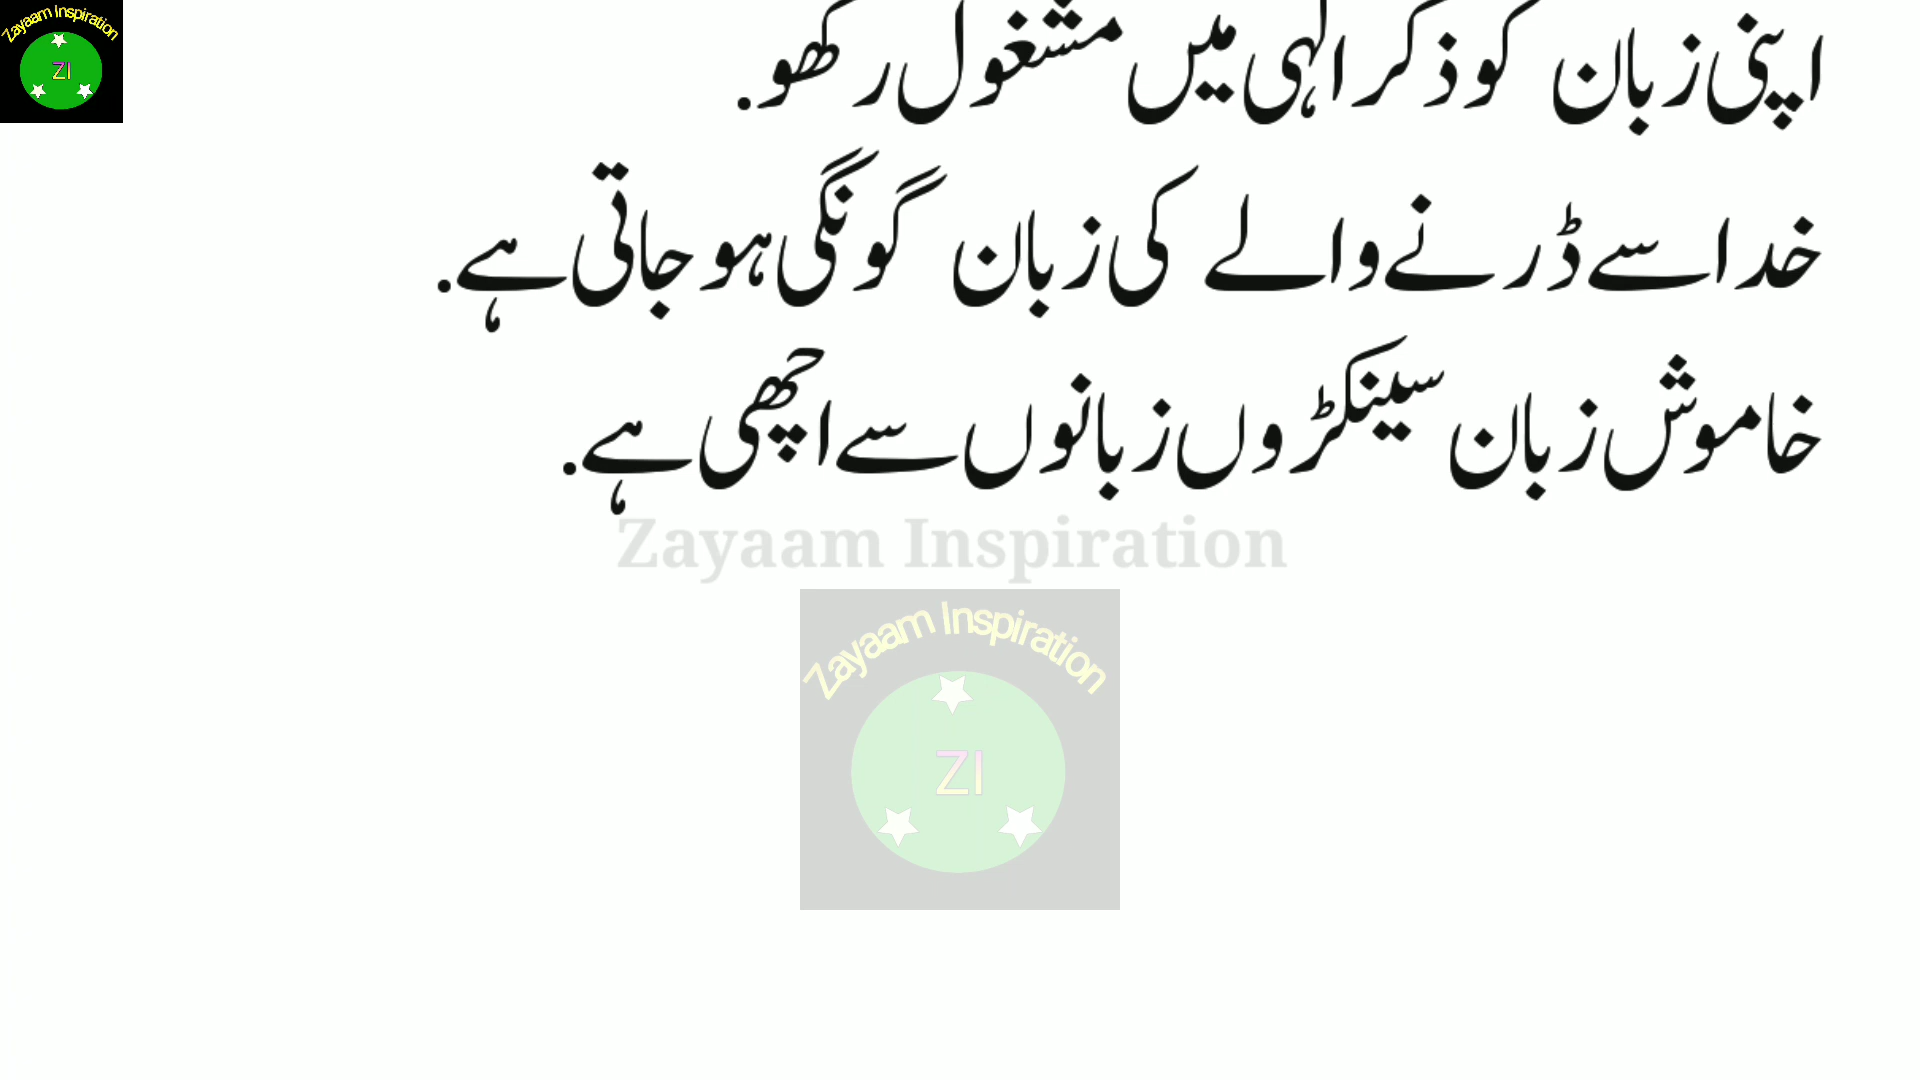 Zayaam Inspiration
ZI
اپنی زبان کو ذکر الٰہی میں مشغول رکھو.
خدا سے ڈرنے والے کی زبان گونگی ہو جاتی ہے.
خاموش زبان سینکڑوں زبانوں سے اچھی ہے.
Zayaam Inspiration
Zayaam Inspiration
ZI